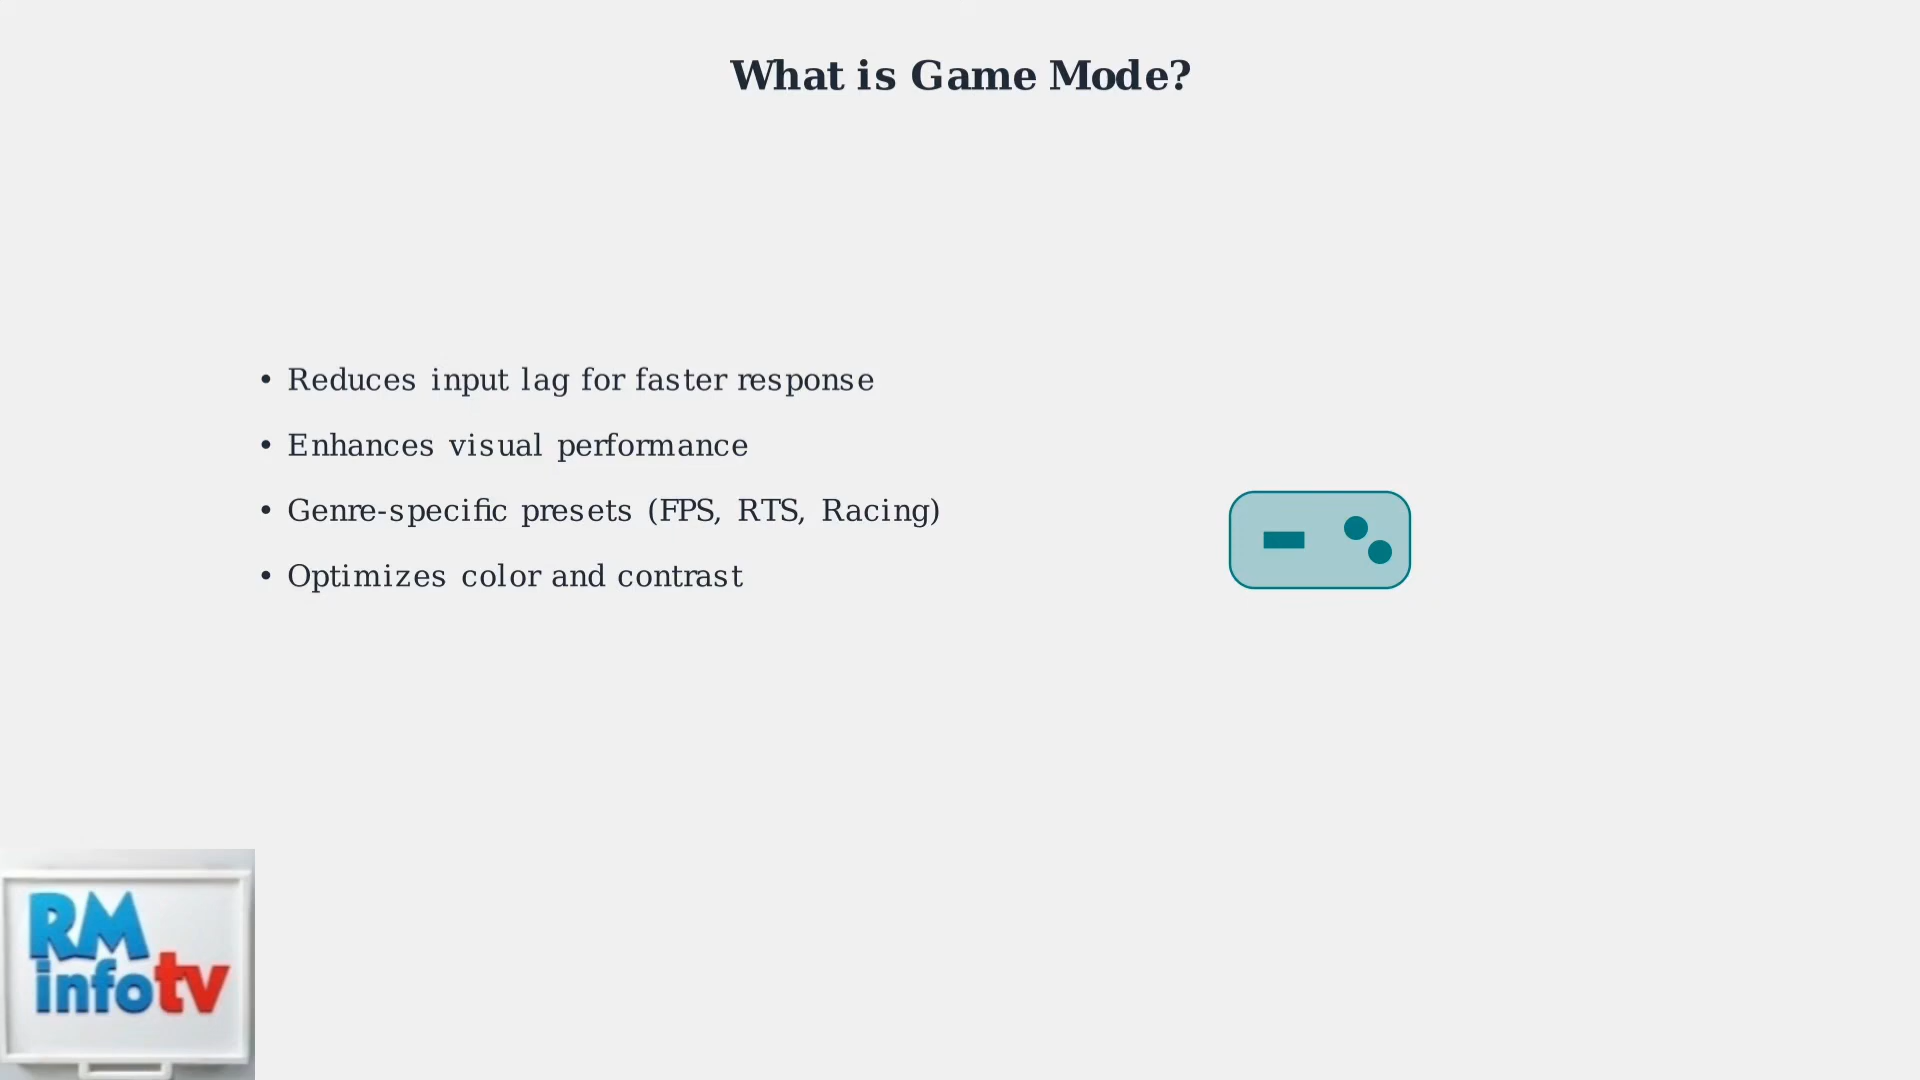 What is Game Mode?
• Reduces input lag for faster response
• Enhances visual performance
• Genre-specific presets (FPS, RTS, Racing)
• Optimizes color and contrast
RM
infotv